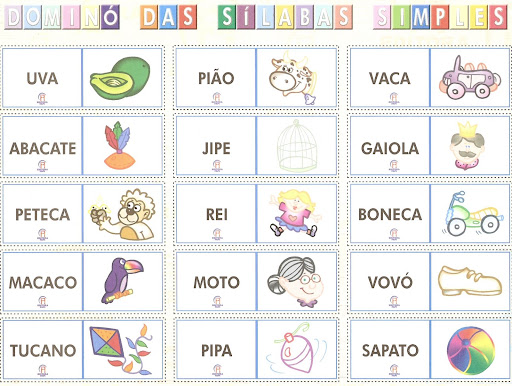 DOMINÓ DAS SÍLABAS SIMPLES
UVA
PIÃO
VACA
ABACATE
JIPE
GAIOLA
PETECA
REI
BONECA
MACACO
MOTO
VOVÓ
TUCANO
PIPA
SAPATO